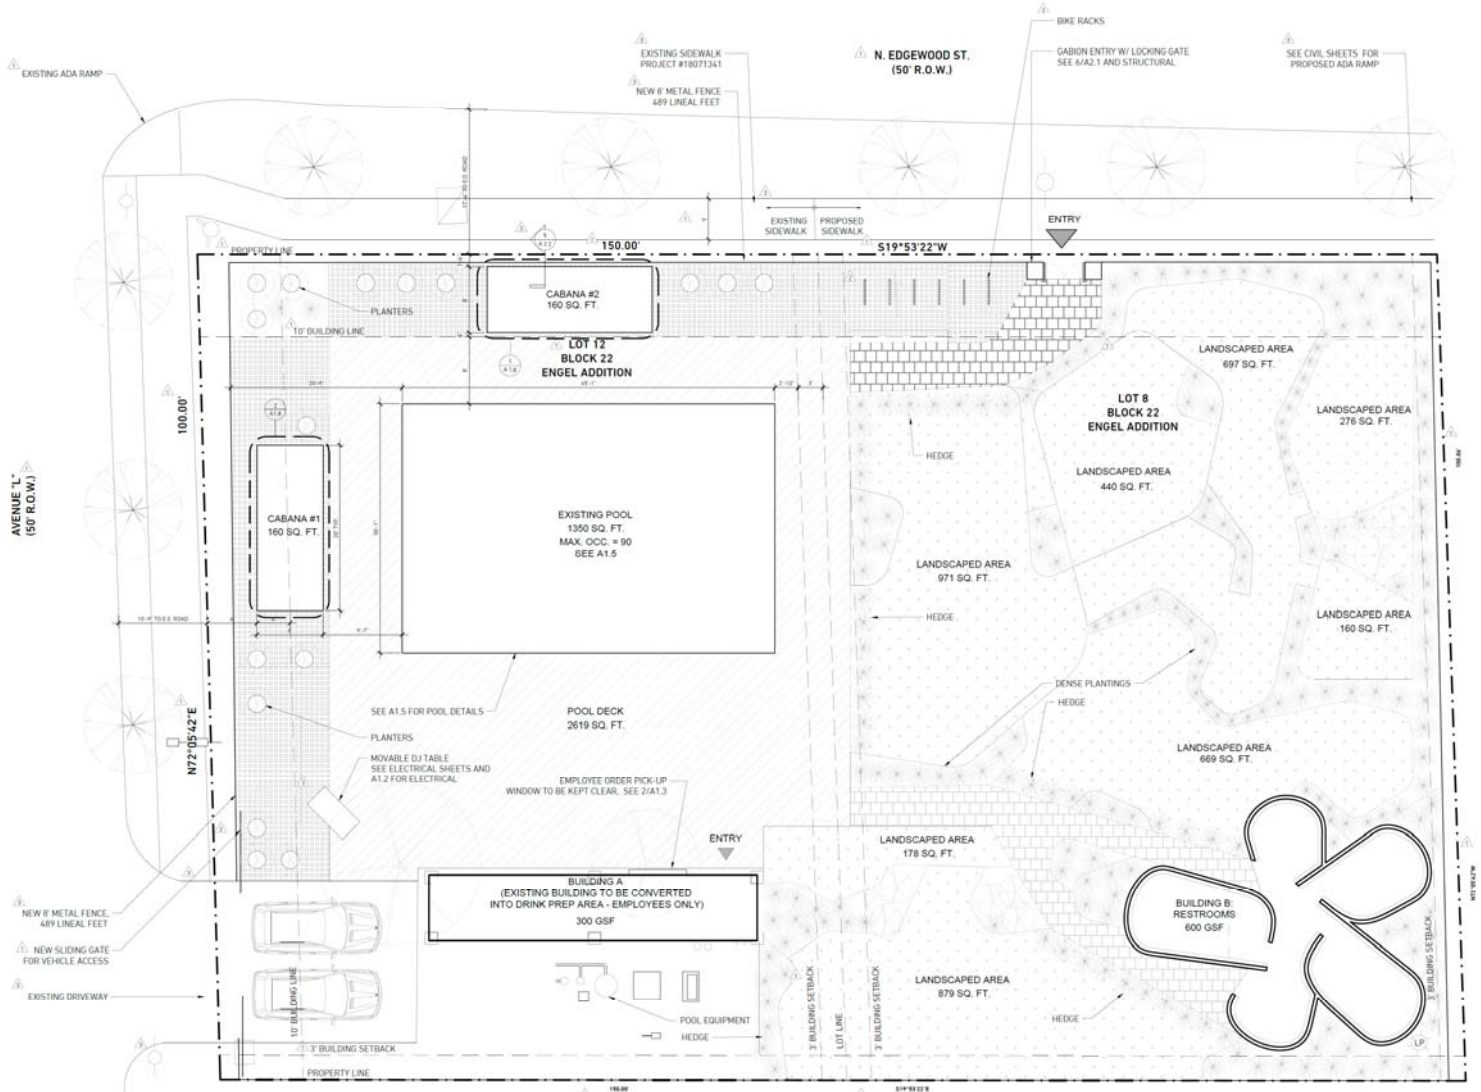 BIKE RACKS
EXISTING SIDEWALK
PROJECT #18071341
N. EDGEWOOD ST.
(50' R.O.W.)
GABION ENTRY W/ LOCKING GATE
SEE 6/A2.1 AND STRUCTURAL
SEE CIVIL SHEETS FOR
PROPOSED ADA RAMP
EXISTING ADA RAMP
NEW 8' METAL FENCE
489 LINEAL FEET
EXISTING
SIDEWALK
PROPOSED
SIDEWALK
ENTRY
PROPERTY LINE
150.00'
S19°53'22"W
CABANA #2
160 SQ. FT.
PLANTERS
10' BUILDING LINE
LOT 12
BLOCK 22
ENGEL ADDITION
LANDSCAPED AREA
697 SQ. FT.
100.00'
LOT 8
BLOCK 22
ENGEL ADDITION
LANDSCAPED AREA
276 SQ. FT.
HEDGE
LANDSCAPED AREA
440 SQ. FT.
AVENUE "L"
(50' R.O.W.)
CABANA #1
160 SQ. FT.
EXISTING POOL
1350 SQ. FT.
MAX. OCC. = 90
SEE A1.5
LANDSCAPED AREA
971 SQ. FT.
HEDGE
LANDSCAPED AREA
160 SQ. FT.
N72°05'42"E
SEE A1.5 FOR POOL DETAILS
POOL DECK
2619 SQ. FT.
DENSE PLANTINGS
HEDGE
PLANTERS
MOVABLE DJ TABLE
SEE ELECTRICAL SHEETS AND
A1.2 FOR ELECTRICAL
EMPLOYEE ORDER PICK-UP
WINDOW TO BE KEPT CLEAR, SEE 2/A1.3
LANDSCAPED AREA
669 SQ. FT.
ENTRY
LANDSCAPED AREA
178 SQ. FT.
BUILDING A
(EXISTING BUILDING TO BE CONVERTED
INTO DRINK PREP AREA - EMPLOYEES ONLY)
300 GSF
BUILDING B:
RESTROOMS
600 GSF
NEW 8' METAL FENCE,
489 LINEAL FEET
NEW SLIDING GATE
FOR VEHICLE ACCESS
EXISTING DRIVEWAY
10' BUILDING LINE
3' BUILDING SETBACK
LOT LINE
3' BUILDING SETBACK
LANDSCAPED AREA
879 SQ. FT.
3' BUILDING SETBACK
POOL EQUIPMENT
HEDGE
HEDGE
LP
3' BUILDING SETBACK
PROPERTY LINE